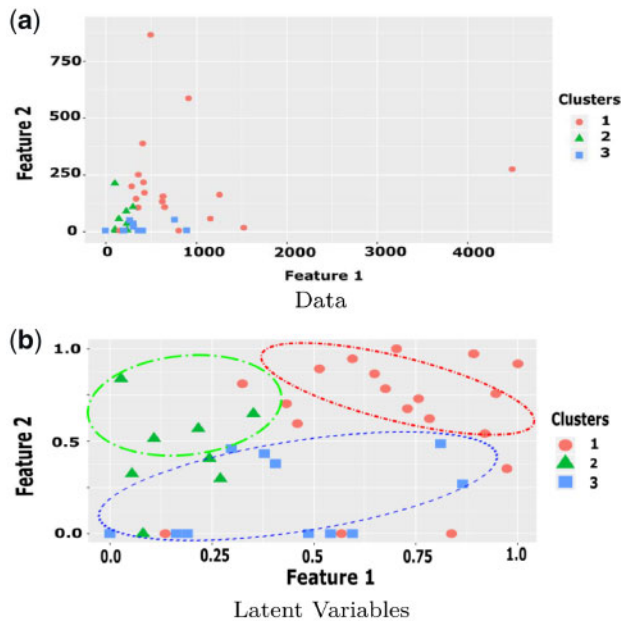 (a)
Feature 2
750
500
250
0
0 1000 2000 3000 4000
Feature 1
Data
Clusters
1
2
3
(b)
Feature 2
1.0
0.5
0.0
0.0 0.25 0.5 0.75 1.0
Feature 1
Latent Variables
Clusters
1
2
3